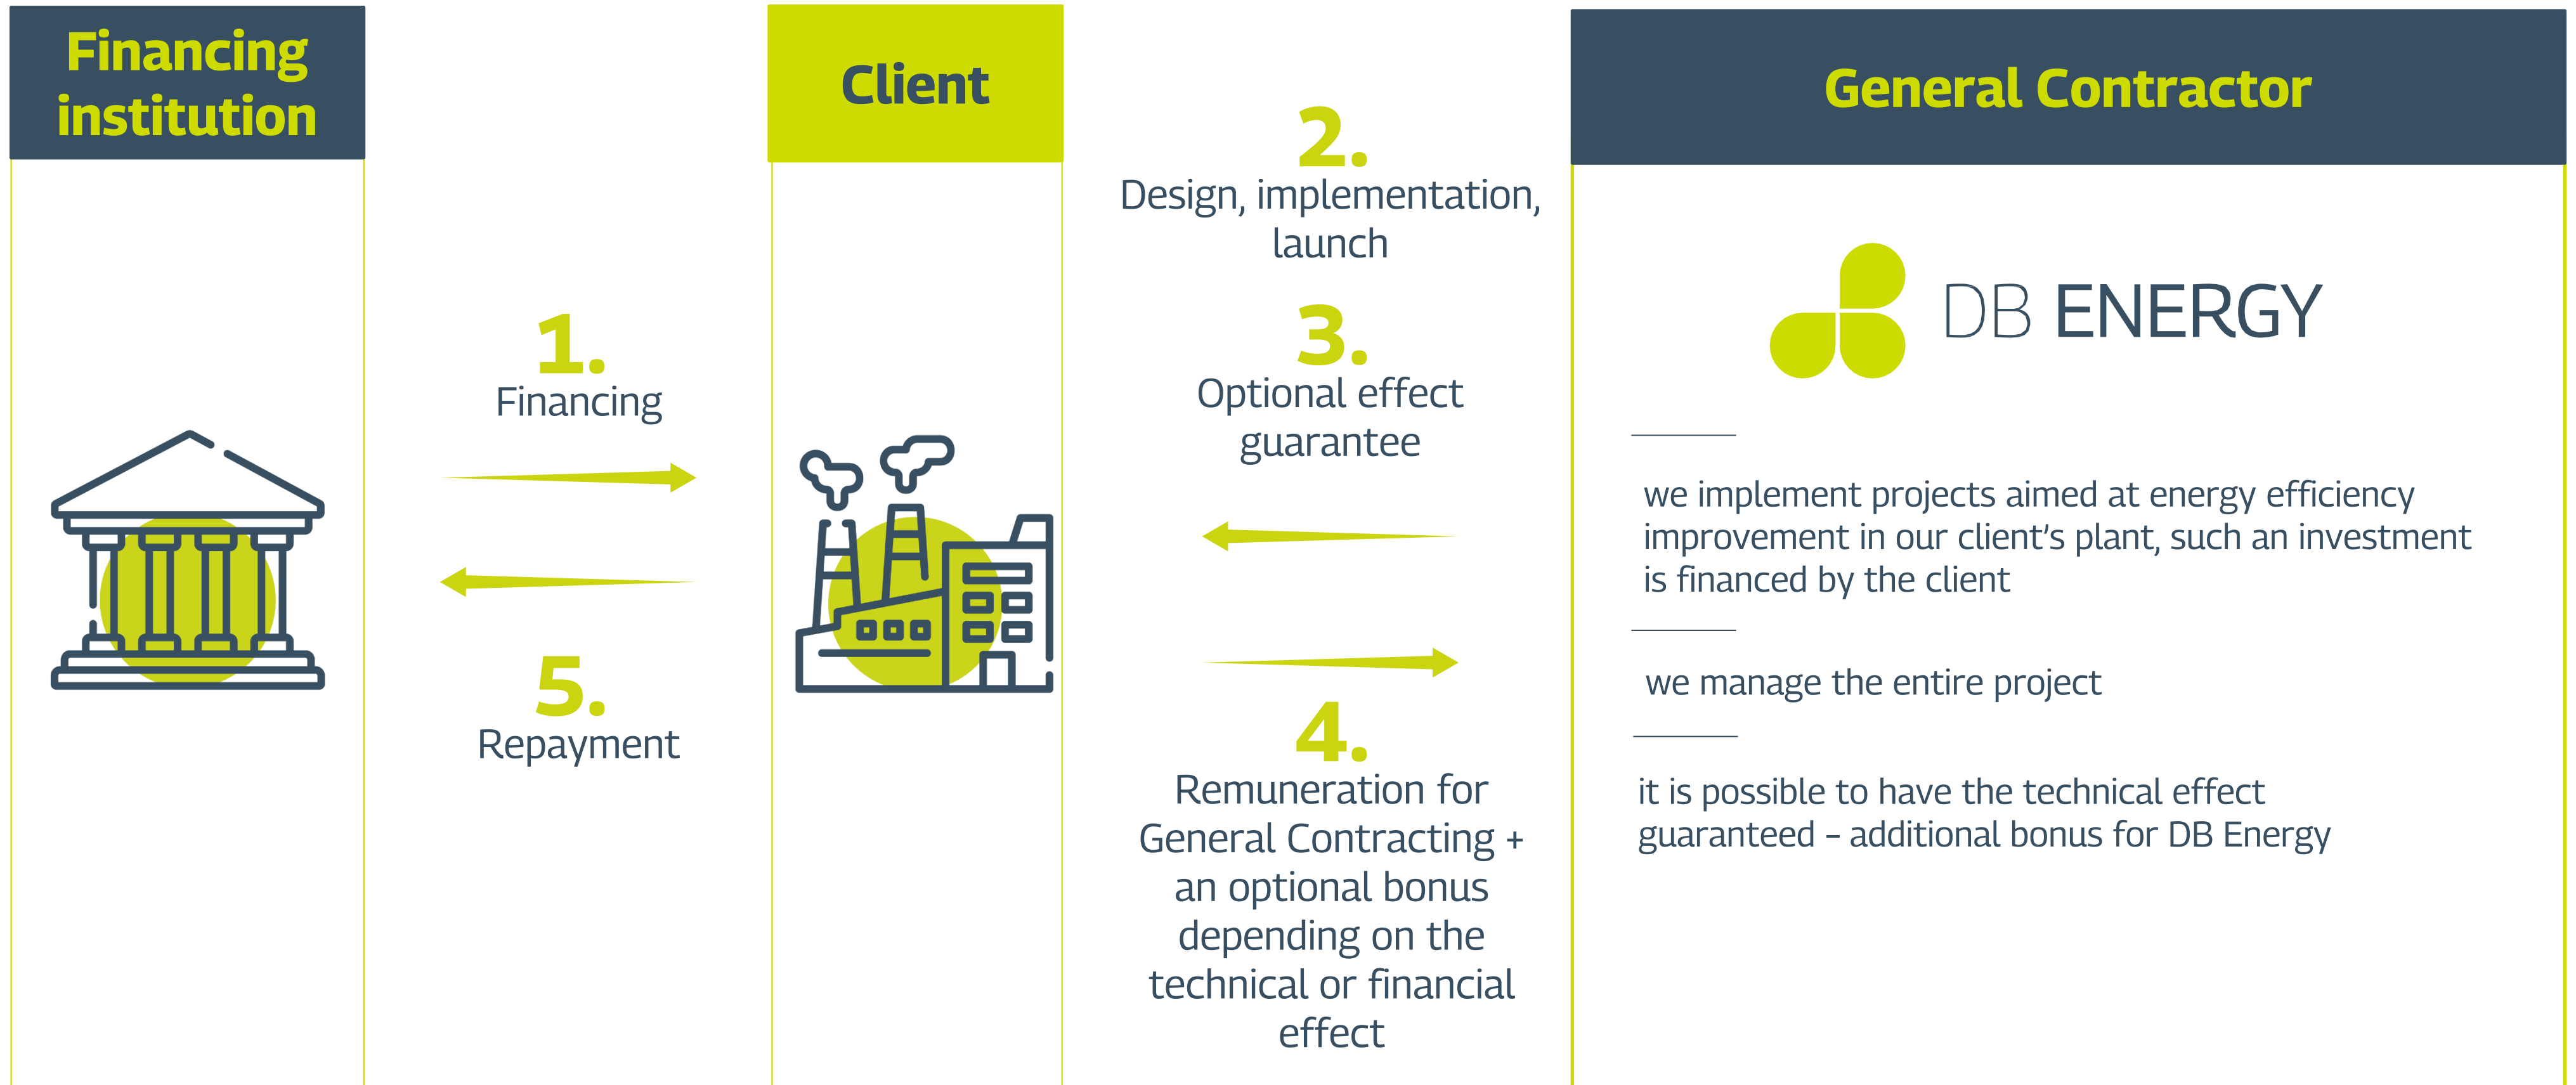 Financing
institution
Client
General Contractor
1.
Financing
5.
Repayment
2.
Design, implementation,
launch
3.
Optional effect
guarantee
4.
Remuneration for
General Contracting +
an optional bonus
depending on the
technical or financial
effect
DB ENERGY
we implement projects aimed at energy efficiency
improvement in our client’s plant, such an investment
is financed by the client
we manage the entire project
it is possible to have the technical effect
guaranteed – additional bonus for DB Energy